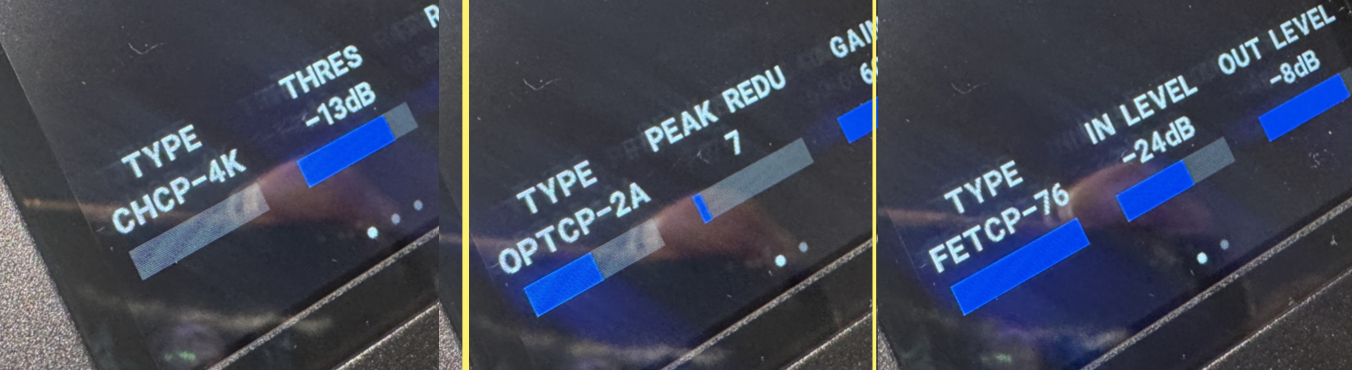 THRES
-13dB
TYPE
CHCP-4K
GAIN
PEAK REDU
7
TYPE
OPTCP-2A
OUT LEVEL
-8dB
IN LEVEL
-24dB
TYPE
FETCP-76